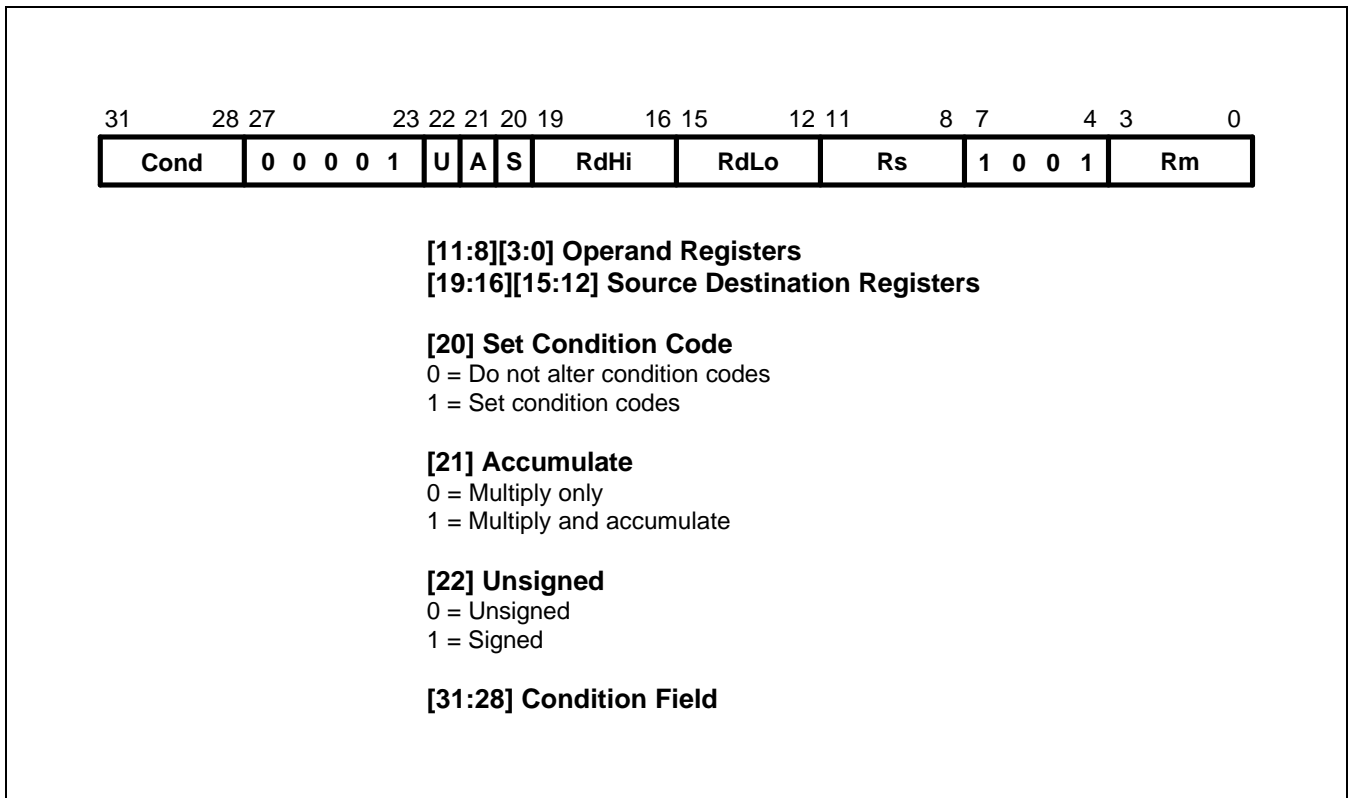 31 28 27 23 22 21 20 19 16 15 12 11 8 7 4 3 0
Cond 0 0 0 0 1 U A S RdHi RdLo Rs 1 0 0 1 Rm
[11:8][3:0] Operand Registers
[19:16][15:12] Source Destination Registers
[20] Set Condition Code
0 = Do not alter condition codes
1 = Set condition codes
[21] Accumulate
0 = Multiply only
1 = Multiply and accumulate
[22] Unsigned
0 = Unsigned
1 = Signed
[31:28] Condition Field